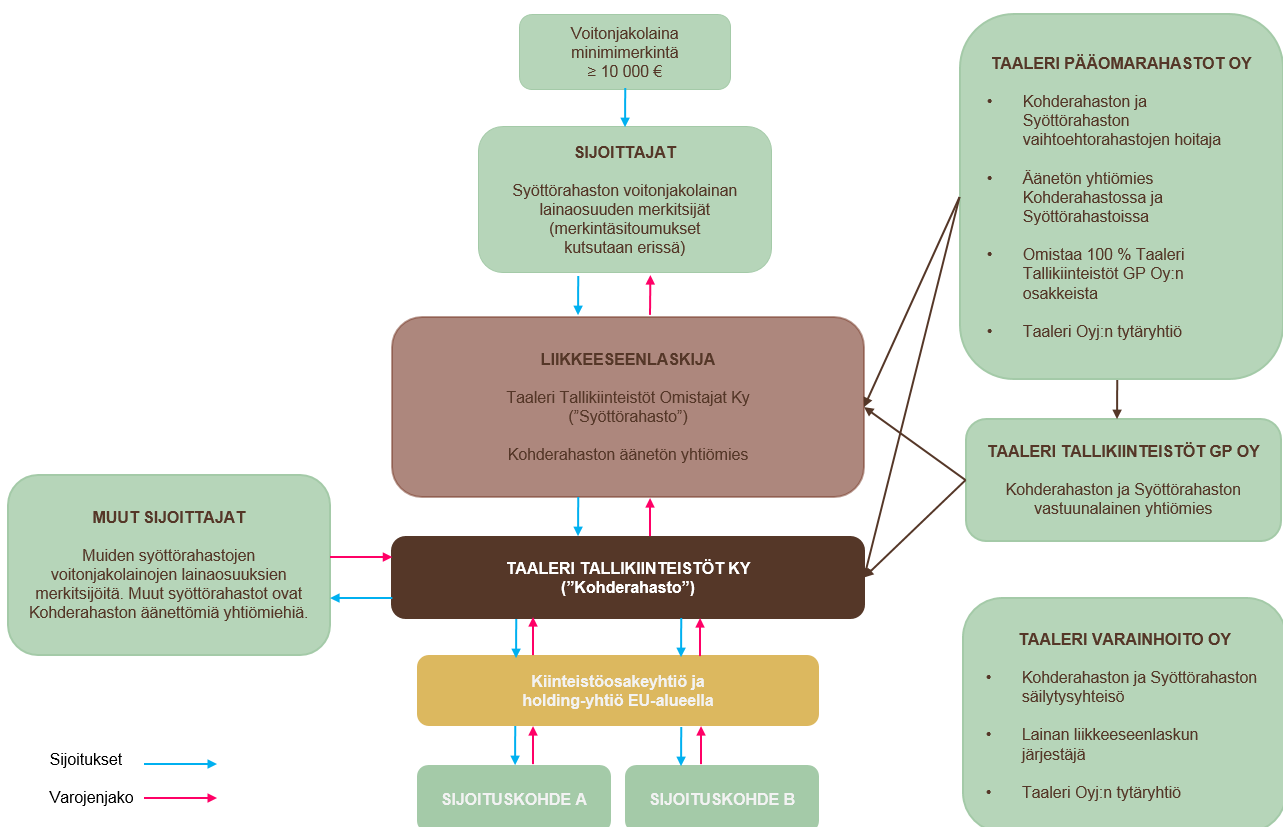 Voitonjakolaina
minimimerkintä
≥ 10 000 €
SIJOITTAJAT
Syöttörahaston voitonjakolainan
lainaosuuden merkitsijät
(merkintäsitoumukset
kutsutaan erissä)
LIIKKEESEENLASKIJA
Taaleri Tallikiinteistöt Omistajat Ky
(”Syöttörahasto”)
Kohderahaston äänetön yhtiömies
MUUT SIJOITTAJAT
Muiden syöttörahastojen
voitonjakolainojen lainaosuuksien
merkitsijöitä. Muut syöttörahastot ovat
Kohderahaston äänettömiä yhtiömiehiä.
TAALERI TALLIKIINTEISTÖT KY
(”Kohderahasto”)
Kiinteistöosakeyhtiö ja
holding-yhtiö EU-alueella
SIJOITUSKOHDE A
SIJOITUSKOHDE B
Sijoitukset
Varojenjako
TAALERI PÄÄOMARAHASTOT OY
• Kohderahaston ja
Syöttörahaston
vaihtoehtorahastojen hoitaja
• Äänetön yhtiömies
Kohderahastossa ja
Syöttörahastoissa
• Omistaa 100 % Taaleri
Tallikiinteistöt GP Oy:n
osakkeista
• Taaleri Oyj:n tytäryhtiö
TAALERI TALLIKIINTEISTÖT GP OY
Kohderahaston ja Syöttörahaston
vastuunalainen yhtiömies
TAALERI VARAINHOITO OY
• Kohderahaston ja Syöttörahaston
säilytysyhteisö
• Lainan liikkeeseenlaskun
järjestäjä
• Taaleri Oyj:n tytäryhtiö